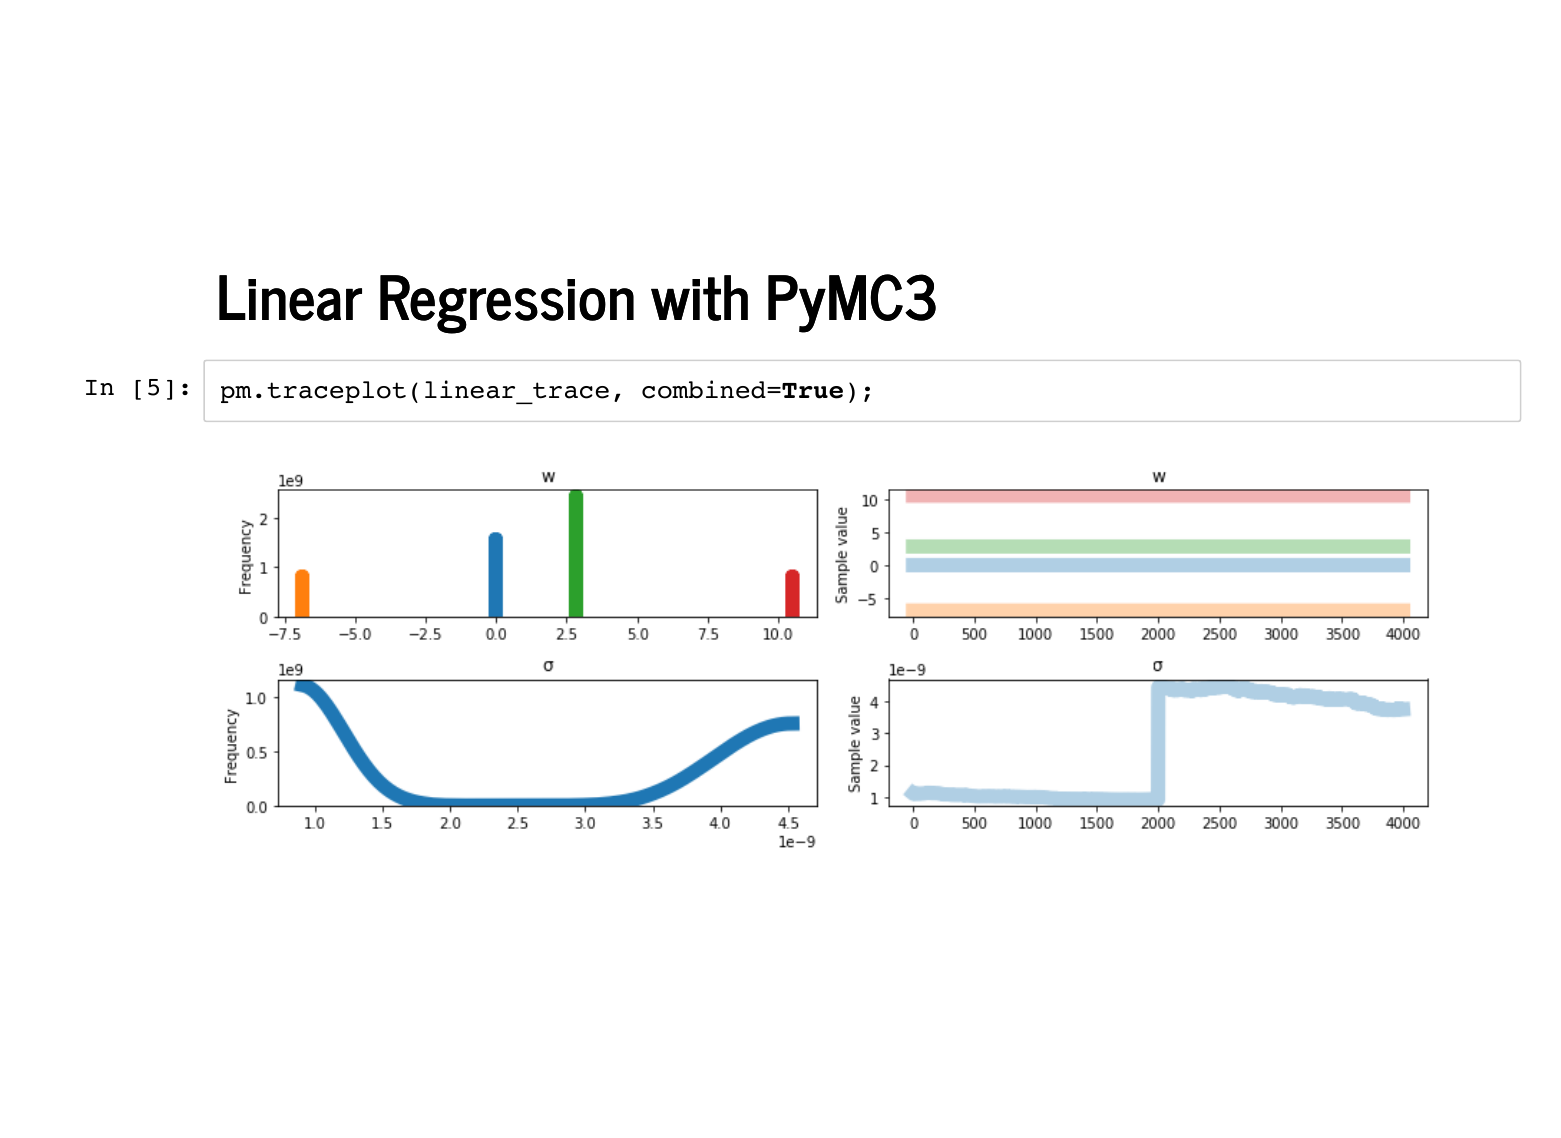 Linear Regression with PyMC3
In [5]: pm.traceplot(linear_trace, combined=True);
1e9
w
Frequency
2
1
0
−7.5 −5.0 −2.5 0.0 2.5 5.0 7.5 10.0
w
Sample value
10
5
0
−5
0 500 1000 1500 2000 2500 3000 3500 4000
1e9
σ
Frequency
1.0
0.5
0.0
1.0 1.5 2.0 2.5 3.0 3.5 4.0 4.5
1e−9
1e−9
σ
Sample value
4
3
2
1
0 500 1000 1500 2000 2500 3000 3500 4000